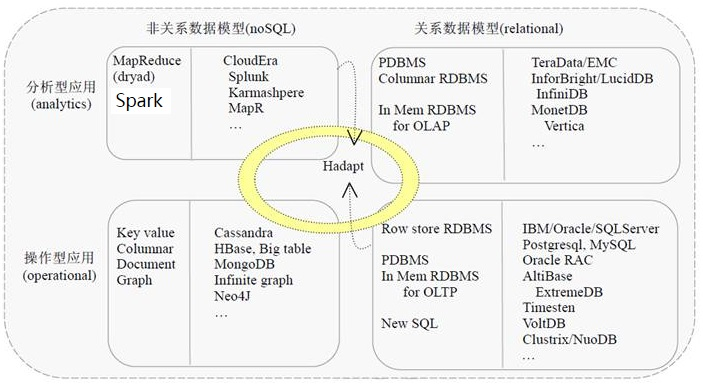 非关系数据模型(noSQL)
关系数据模型(relational)
分析型应用
(analytics)
MapReduce
(dryad)
Spark
CloudEra
Splunk
Karmashpere
MapR
…
PDBMS
Columnar RDBMS
In Mem RDBMS
for OLAP
TeraData/EMC
InforBright/LucidDB
InfiniDB
MonetDB
Vertica
…
Hadapt
操作型应用
(operational)
Key value
Columnar
Document
Graph
Cassandra
HBase, Big table
MongoDB
Infinite graph
Neo4J
…
Row store RDBMS
PDBMS
In Mem RDBMS
for OLTP
New SQL
IBM/Oracle/SQLServer
Postgresql, MySQL
Oracle RAC
AltiBase
ExtremeDB
Timesten
VoltDB
Clustrix/NuoDB
…